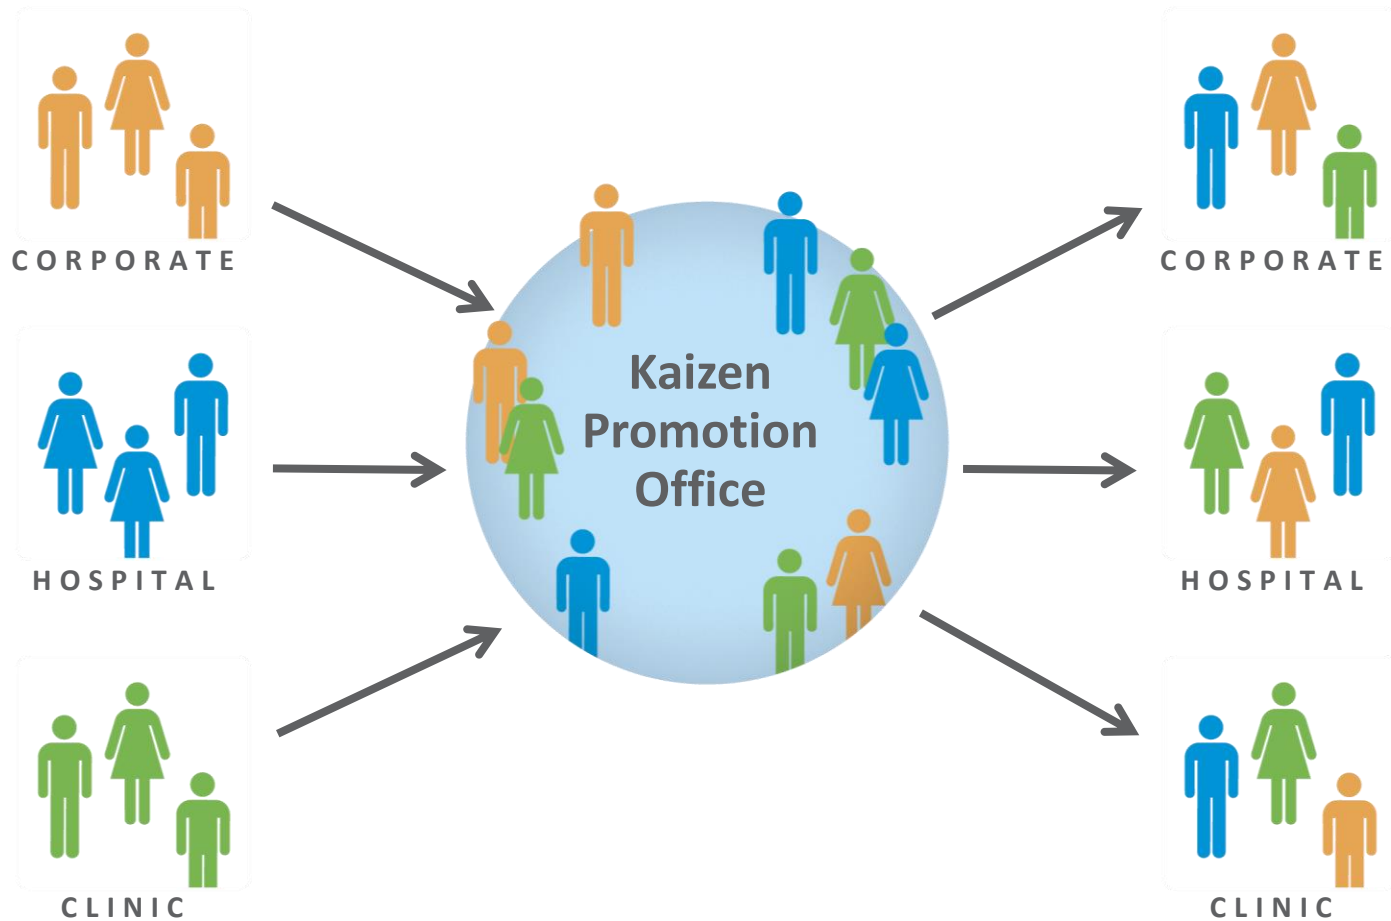 CORPORATE
HOSPITAL
CLINIC
Kaizen
Promotion
Office
CORPORATE
HOSPITAL
CLINIC